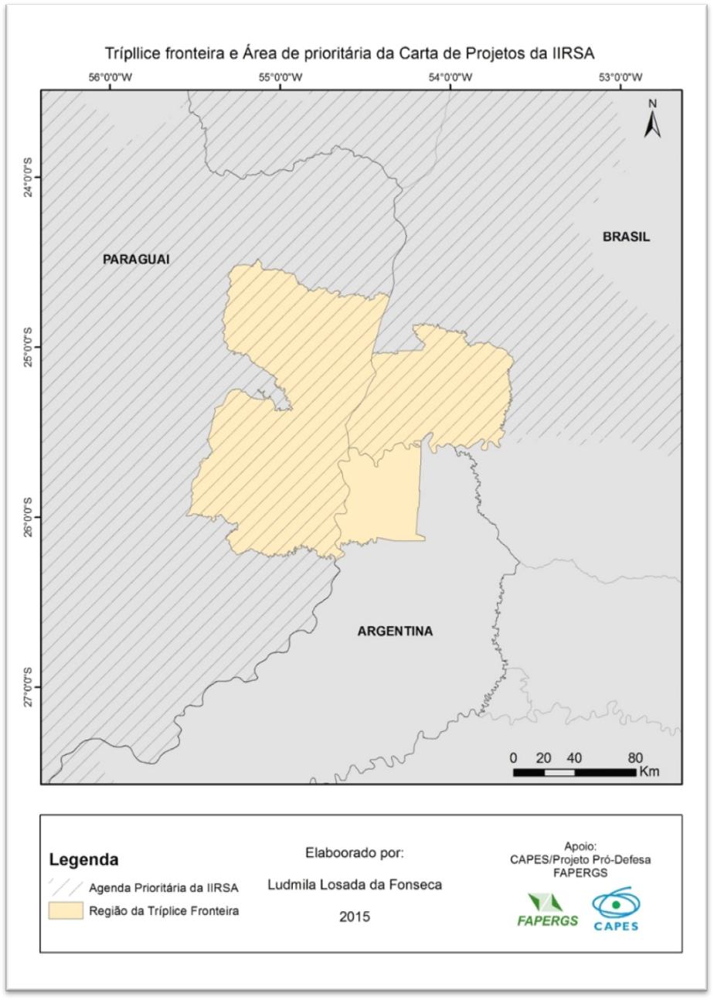 Trípllice fronteira e Área de prioritária da Carta de Projetos da IIRSA
56°0'0"W 55°0'0"W 54°0'0"W 53°0'0"W
N
24°0'0"S
BRASIL
PARAGUAI
25°0'0"S
26°0'0"S
ARGENTINA
27°0'0"S
0 20 40 80
Km
Legenda
Agenda Prioritária da IIRSA
Região da Tríplice Fronteira
Elaboorado por:
Ludmila Losada da Fonseca
2015
Apoio:
CAPES/Projeto Pró-Defesa
FAPERGS
FAPERGS
CAPES